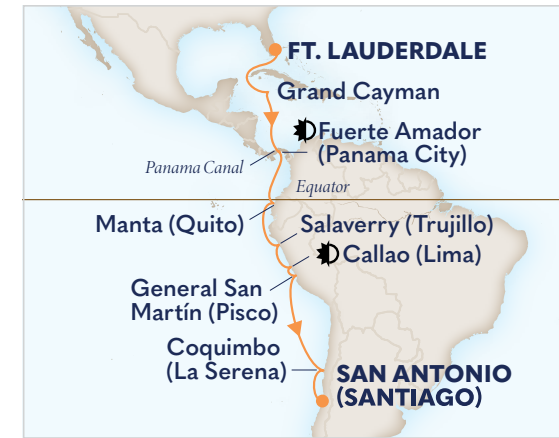 FT. LAUDERDALE
Grand Cayman
Fuerte Amador
(Panama City)
Panama Canal
Equator
Manta (Quito)
Salaverry (Trujillo)
Callao (Lima)
General San
Martín (Pisco)
Coquimbo
(La Serena)
SAN ANTONIO
(SANTIAGO)